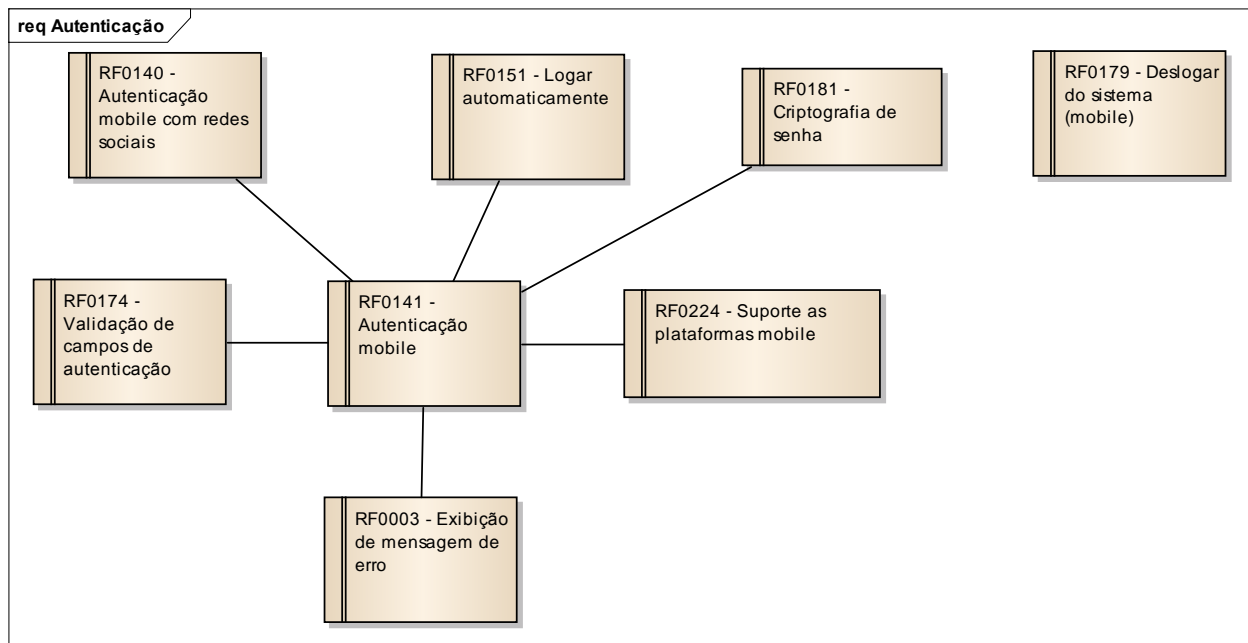 req Autenticação
RF0140 -
Autenticação
mobile com redes
sociais
RF0151 - Logar
automaticamente
RF0181 -
Criptografia de
senha
RF0179 - Deslogar
do sistema
(mobile)
RF0174 -
Validação de
campos de
autenticação
RF0141 -
Autenticação
mobile
RF0224 - Suporte as
plataformas mobile
RF0003 - Exibição
de mensagem de
erro